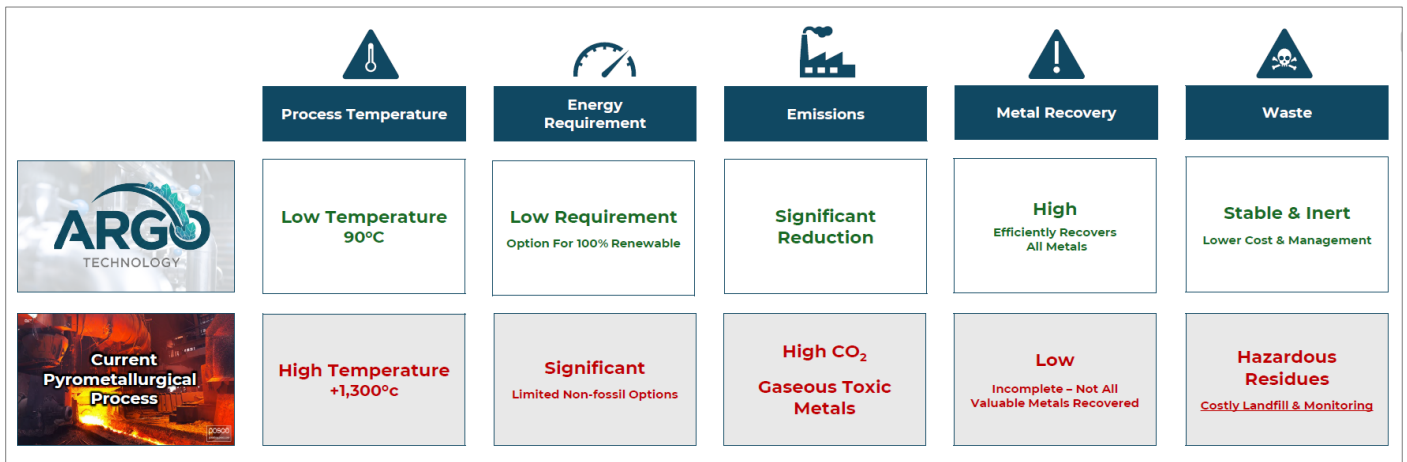 Process Temperature
Energy
Requirement
Emissions
Metal Recovery
Waste
ARGO
TECHNOLOGY
Low Temperature
90ºC
Low Requirement
Option For 100% Renewable
Significant
Reduction
High
Efficiently Recovers
All Metals
Stable & Inert
Lower Cost & Management
Current
Pyrometallurgical
Process
posco
High Temperature
+1,300ºc
Significant
Limited Non-fossil Options
High CO₂
Gaseous Toxic
Metals
Low
Incomplete – Not All
Valuable Metals Recovered
Hazardous
Residues
Costly Landfill & Monitoring